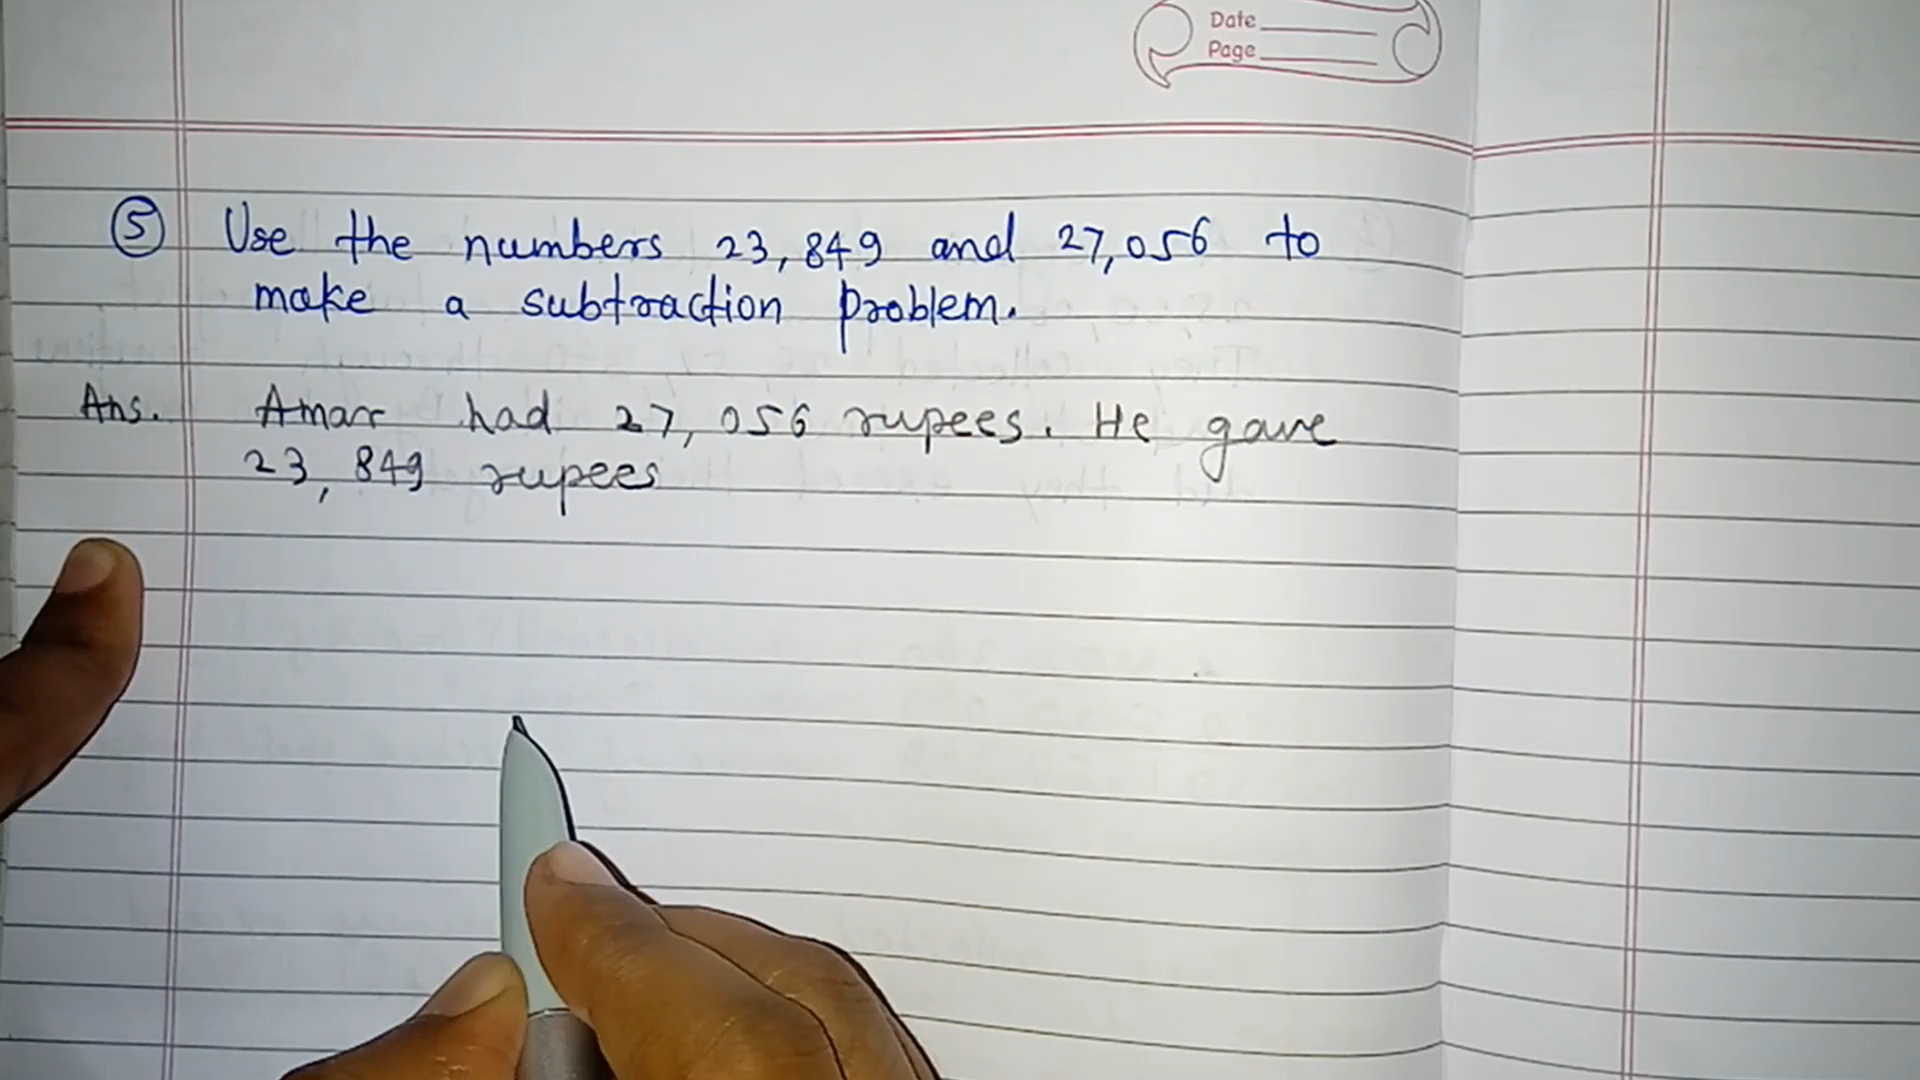 Date
Page
5 Use the numbers 23,849 and 27,056 to
make a subtraction problem.
Ans. Amar had 27,056 rupees. He gave
23,849 rupees